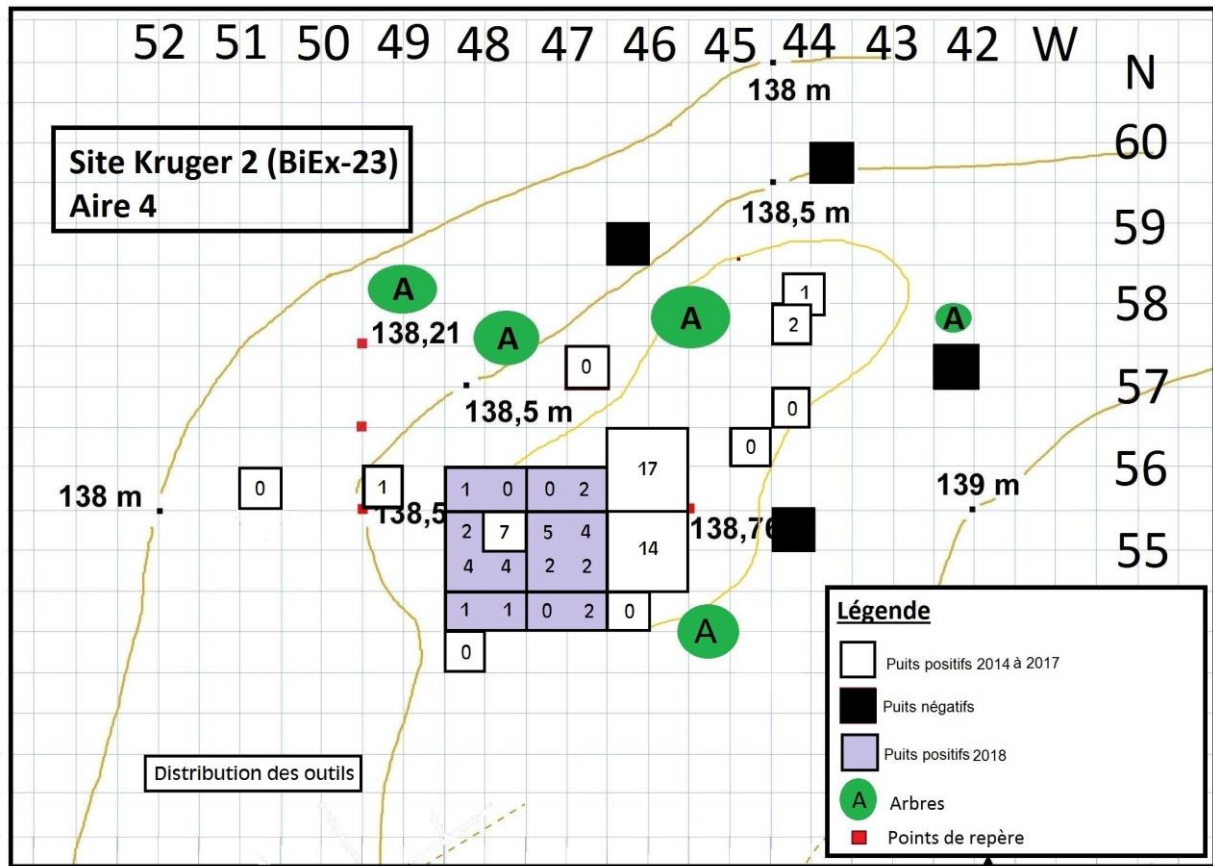 52 51 50 49 48 47 46 45 44 43 42 W
N
138 m
60
Site Kruger 2 (BiEx-23)
Aire 4
138,5 m
59
A
1
58
138,21
A
A
2
A
0
57
138,5 m
0
0
56
17
0
1
1 0 0 2
138 m
139 m
138,5
138,76
2 7 5 4
14
55
4 4 2 2
1 1 0 2 0
A
0
Distribution des outils
Légende
Puits positifs 2014 à 2017
Puits négatifs
Puits positifs 2018
A Arbres
Points de repère